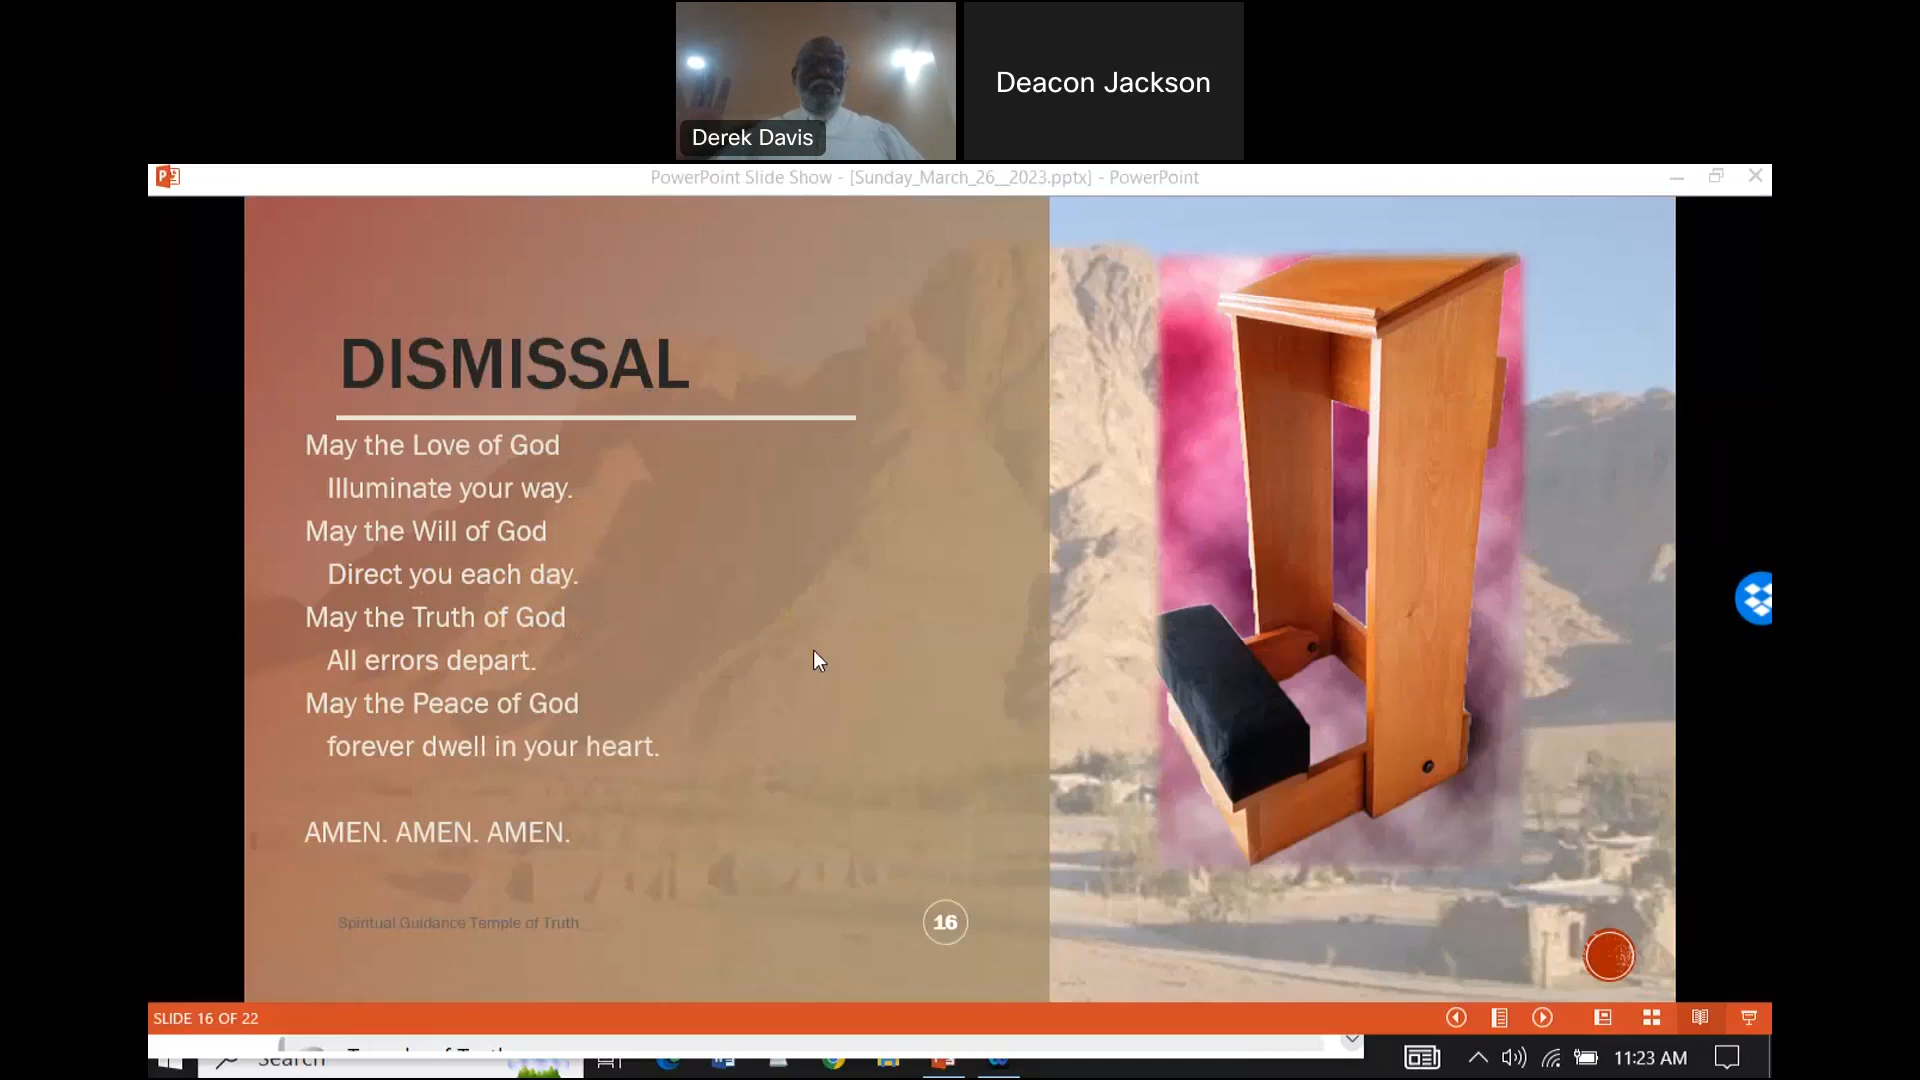 Derek Davis
Deacon Jackson
PowerPoint Slide Show - [Sunday_March_26__2023.pptx] - PowerPoint
DISMISSAL
May the Love of God
Illuminate your way.
May the Will of God
Direct you each day.
May the Truth of God
All errors depart.
May the Peace of God
forever dwell in your heart.
AMEN. AMEN. AMEN.
Spiritual Guidance Temple of Truth
16
SLIDE 16 OF 22
Search
11:23 AM